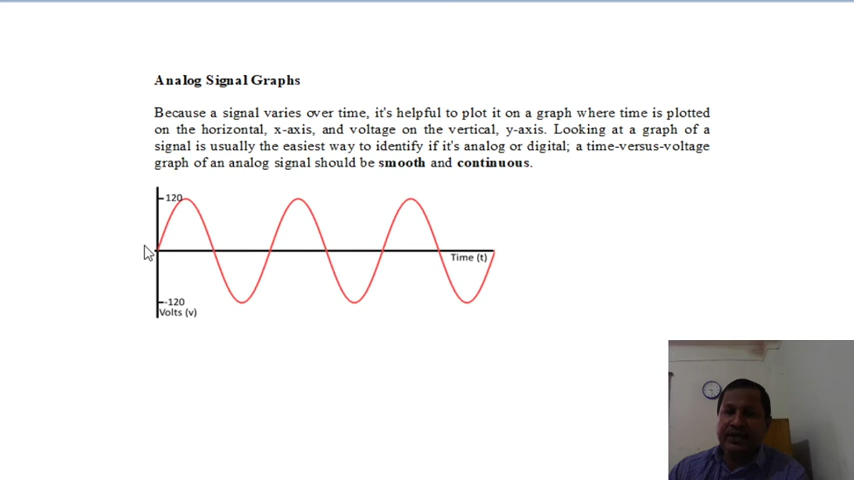 Analog Signal Graphs
Because a signal varies over time, it's helpful to plot it on a graph where time is plotted
on the horizontal, x-axis, and voltage on the vertical, y-axis. Looking at a graph of a
signal is usually the easiest way to identify if it's analog or digital; a time-versus-voltage
graph of an analog signal should be smooth and continuous.
120
Time (t)
-120
Volts (v)